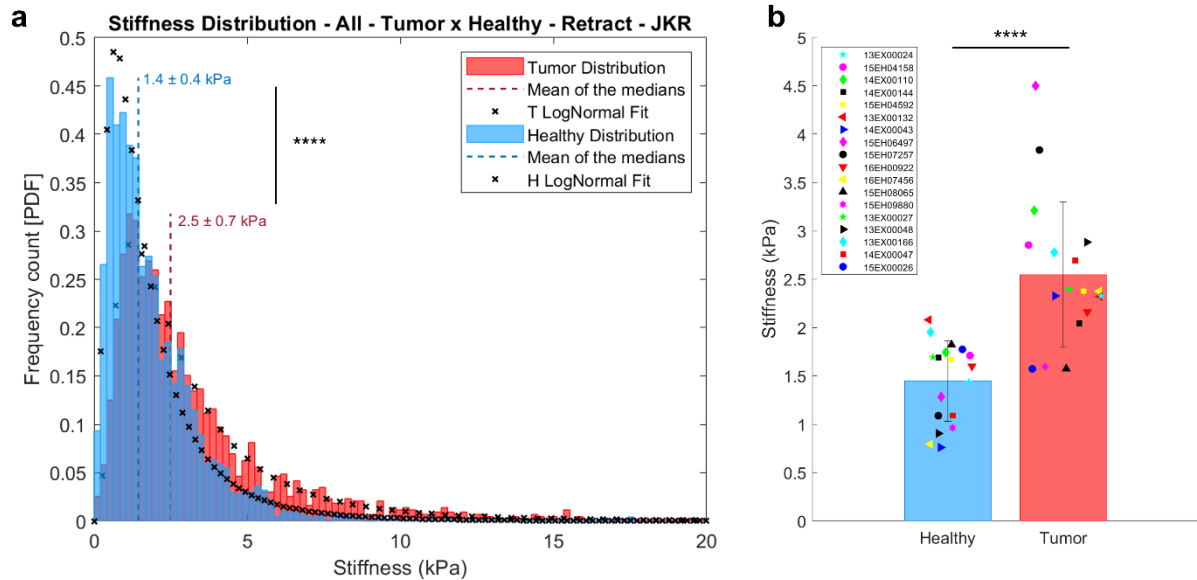 a
Stiffness Distribution - All - Tumor x Healthy - Retract - JKR
Frequency count [PDF]
0.5
0.45
0.4
0.35
0.3
0.25
0.2
0.15
0.1
0.05
0
0
5
10
15
20
Stiffness (kPa)
1.4 ± 0.4 kPa
2.5 ± 0.7 kPa
****
Tumor Distribution
Mean of the medians
T LogNormal Fit
Healthy Distribution
Mean of the medians
H LogNormal Fit
b
****
Stiffness (kPa)
5
4.5
4
3.5
3
2.5
2
1.5
1
0.5
0
13EX00024
15EH04158
14EX00110
14EX00144
15EH04592
13EX00132
14EX00043
15EH06497
15EH07257
16EH00922
16EH07456
15EH08065
15EH09880
13EX00027
13EX00048
13EX00166
14EX00047
15EX00026
Healthy
Tumor